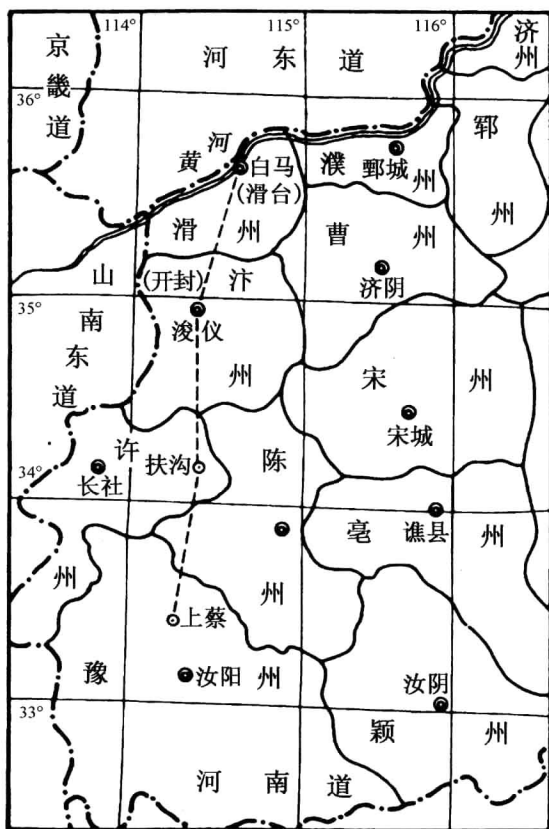 114°
115°
116°
京畿道
河东道
济州
36°
黄河
白马
(滑台)
濮州
鄄城
郓州
滑州
曹州
山南东道
(开封)
汴州
济阴
35°
浚仪
宋州
宋城
许州
扶沟
陈州
长社
34°
亳州
谯县
上蔡
豫州
汝阳
汝阴
33°
颍州
河南道